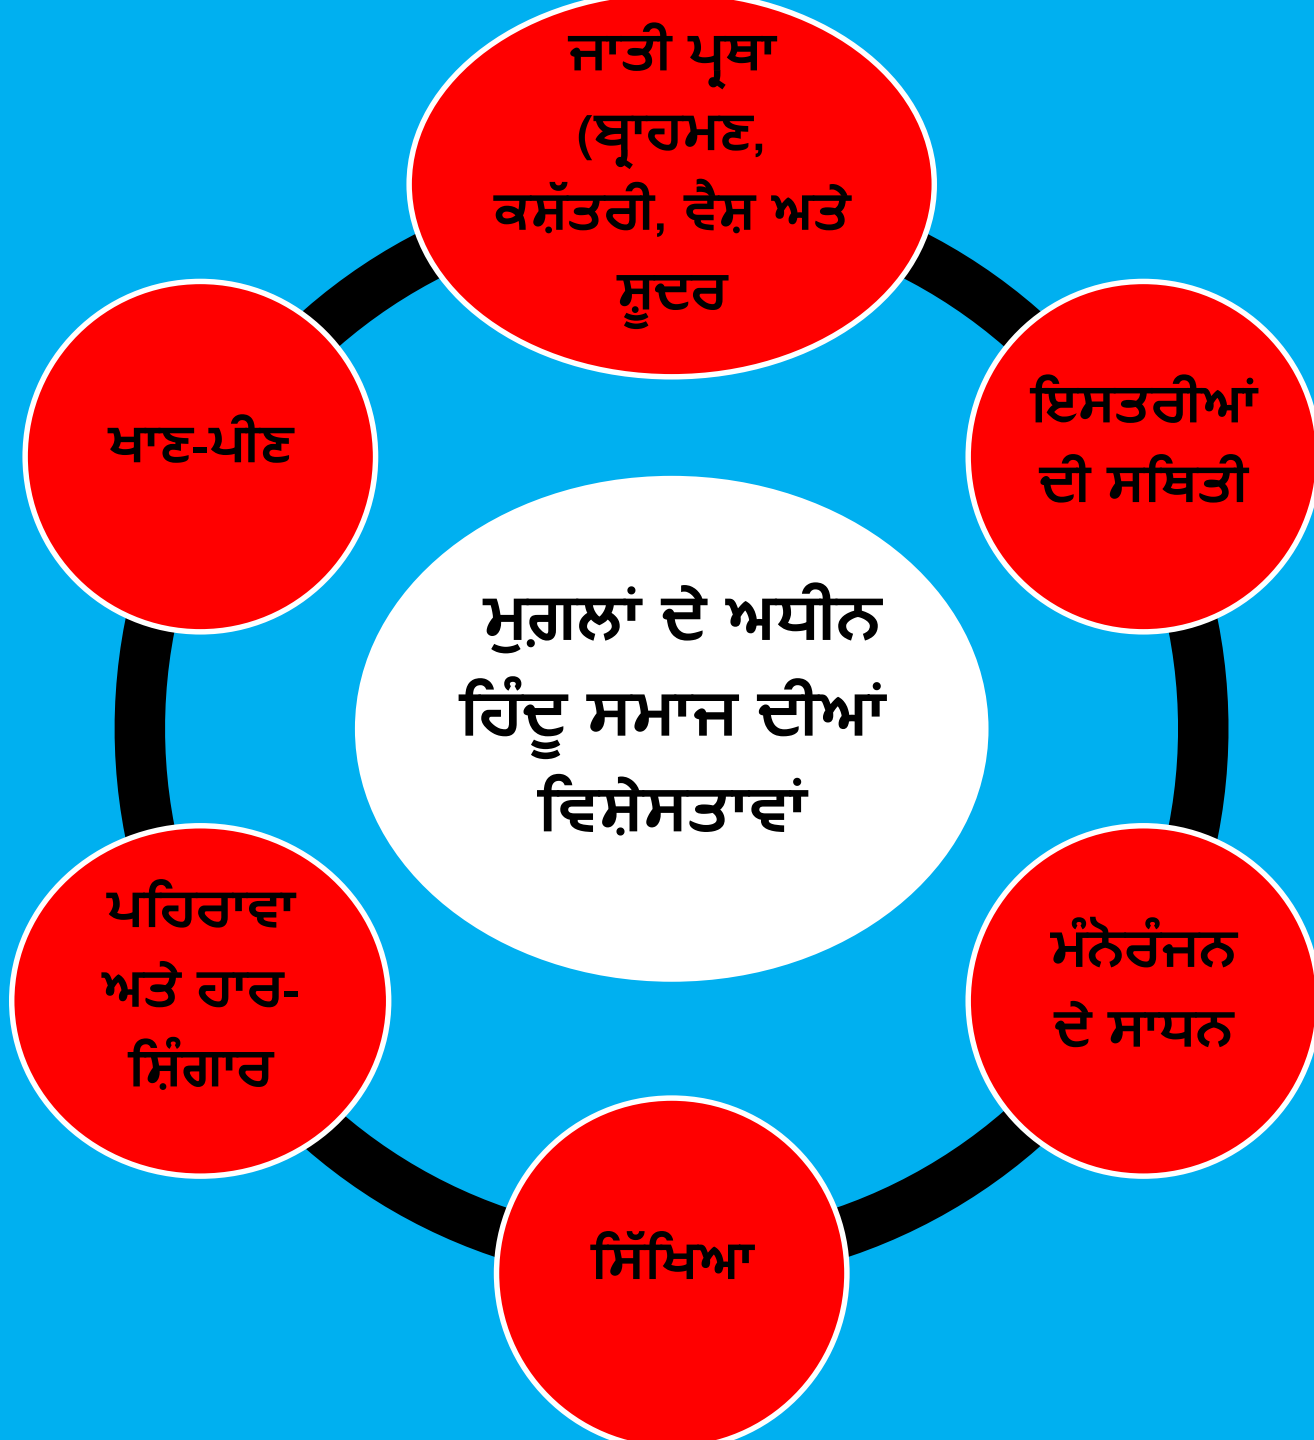 ਜਾਤੀ ਪ੍ਰਥਾ
(ਬ੍ਰਾਹਮਣ,
ਕਸ਼ੱਤਰੀ, ਵੈਸ਼ ਅਤੇ
ਸ਼ੂਦਰ
ਇਸਤਰੀਆਂ
ਦੀ ਸਥਿਤੀ
ਮੰਨੋਰੰਜਨ
ਦੇ ਸਾਧਨ
ਸਿੱਖਿਆ
ਪਹਿਰਾਵਾ
ਅਤੇ ਹਾਰ-
ਸ਼ਿੰਗਾਰ
ਖਾਣ-ਪੀਣ
ਮੁਗ਼ਲਾਂ ਦੇ ਅਧੀਨ
ਹਿੰਦੂ ਸਮਾਜ ਦੀਆਂ
ਵਿਸ਼ੇਸਤਾਵਾਂ